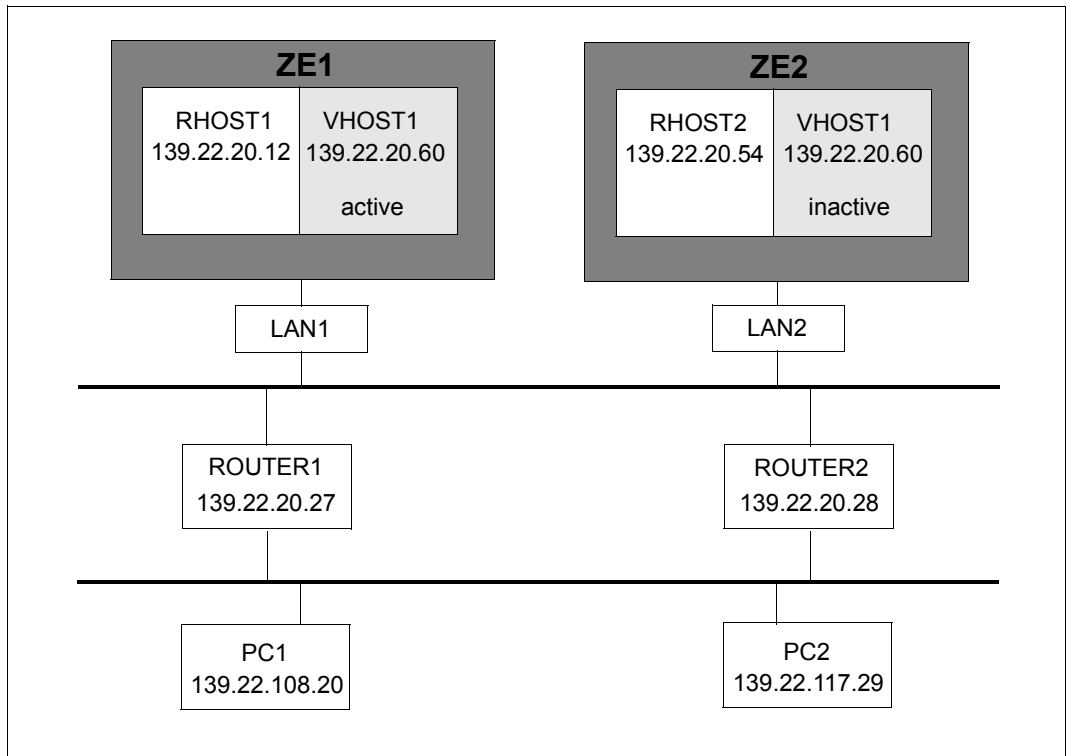 ZE1
RHOST1
139.22.20.12
VHOST1
139.22.20.60
active
ZE2
RHOST2
139.22.20.54
VHOST1
139.22.20.60
inactive
LAN1
LAN2
ROUTER1
139.22.20.27
ROUTER2
139.22.20.28
PC1
139.22.108.20
PC2
139.22.117.29